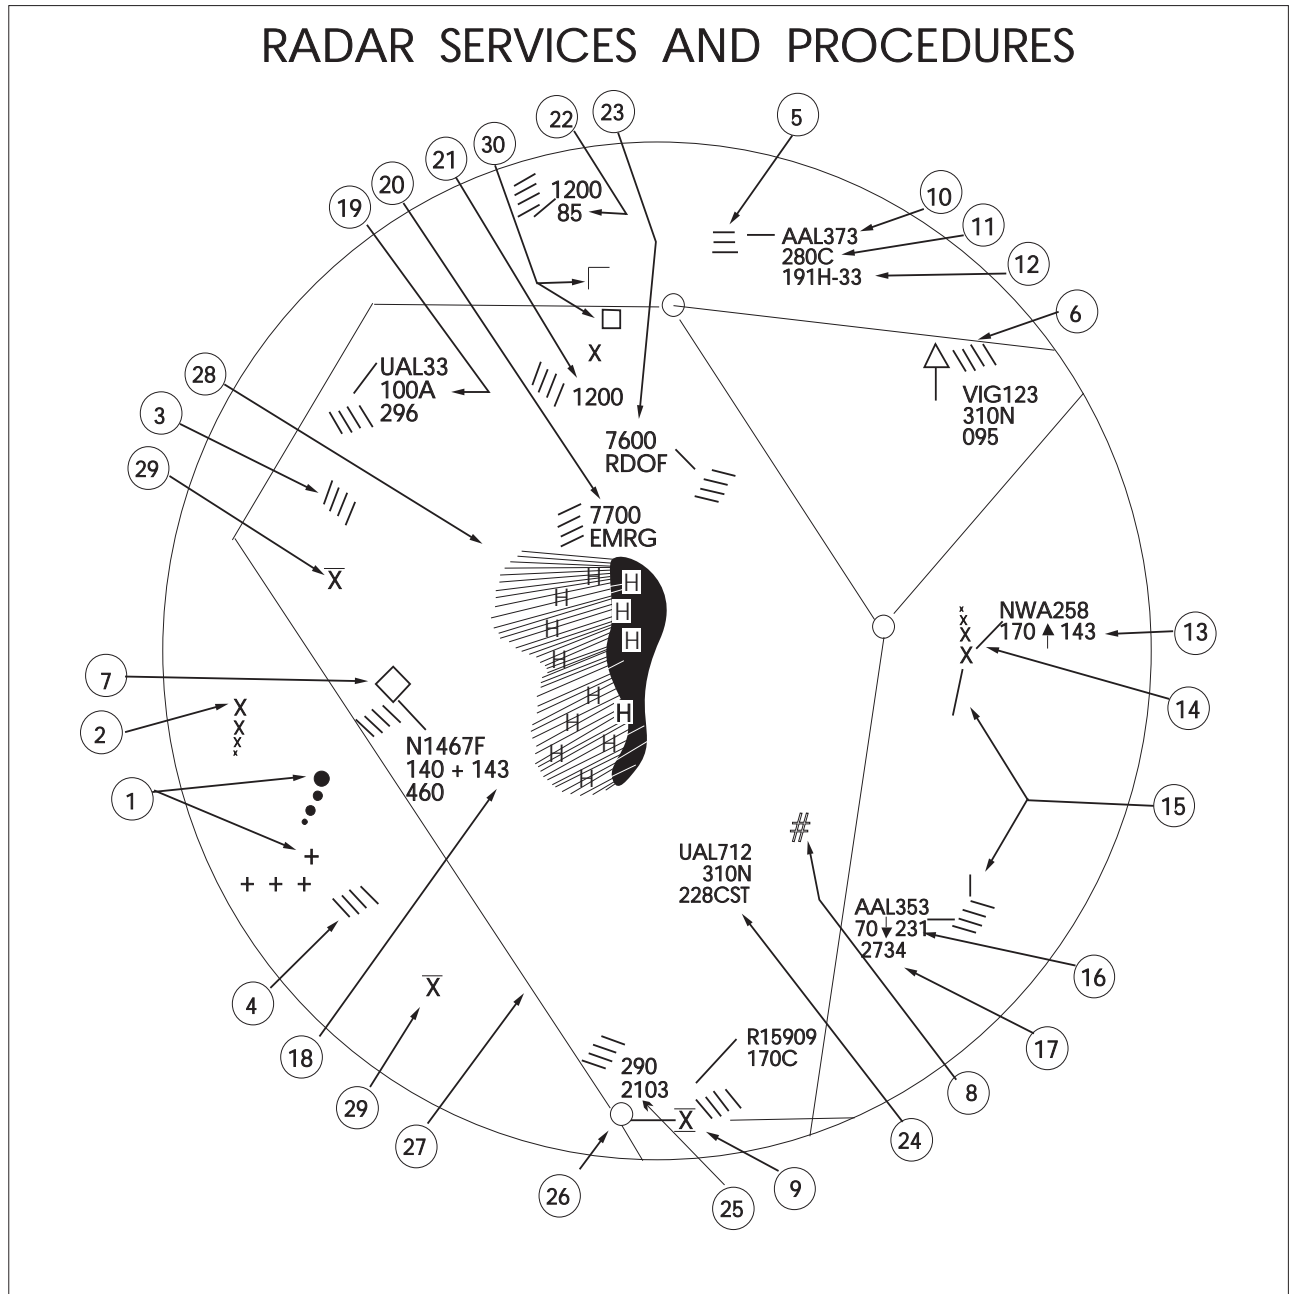 RADAR SERVICES AND PROCEDURES
22
23
5
30
21
20
19
1200
85
10
AAL373
11
280C
12
191H-33
6
X
UAL33
100A
296
1200
VIG123
310N
095
28
3
7600
RDOF
29
7700
EMRG
X
H
H
H
H
H
H
H
H
H
H
H
H
H
NWA258
170 143
13
x
x
X
X
14
7
2
X
X
x
x
N1467F
140 + 143
460
1
15
+
+ + +
#
UAL712
310N
228CST
AAL353
70 231
2734
16
4
X
17
18
R15909
170C
290
2103
8
29
X
27
24
26
9
25